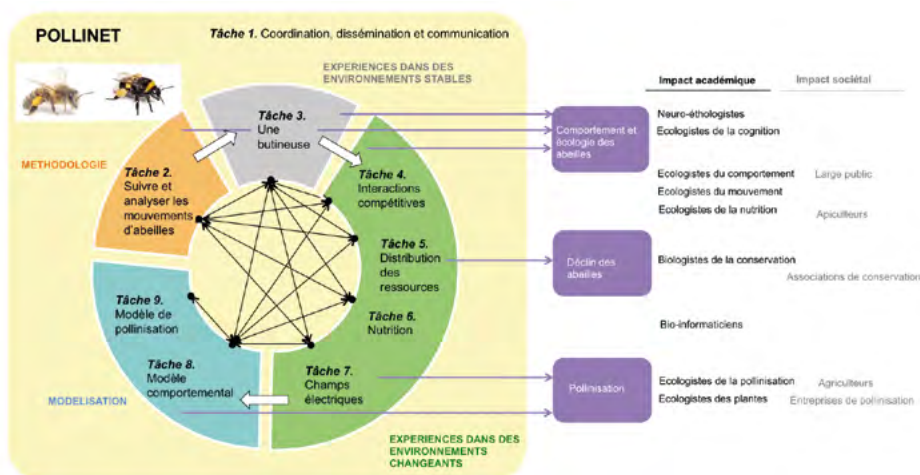 POLLINET
Tâche 1. Coordination, dissémination et communication
EXPERIENCES DANS DES
ENVIRONNEMENTS STABLES
Tâche 3.
Une
butineuse
METHODOLOGIE
Tâche 2.
Suivre et
analyser les
mouvements
d'abeilles
Tâche 4.
Interactions
compétitives
Tâche 5.
Distribution
des
ressources
Tâche 6.
Nutrition
Tâche 7.
Champs
électriques
Tâche 9.
Modèle de
pollinisation
Tâche 8.
Modèle
comportemental
MODELISATION
EXPERIENCES DANS DES
ENVIRONNEMENTS
CHANGEANTS
Comportement et
écologie des
abeilles
Déclin des
abeilles
Pollinisation
Impact académique
Impact sociétal
Neuro-éthologistes
Ecologistes de la cognition
Ecologistes du comportement
Large public
Ecologistes du mouvement
Ecologistes de la nutrition
Apiculteurs
Biologistes de la conservation
Associations de conservation
Bio-informaticiens
Ecologistes de la pollinisation
Agriculteurs
Ecologistes des plantes
Entreprises de pollinisation